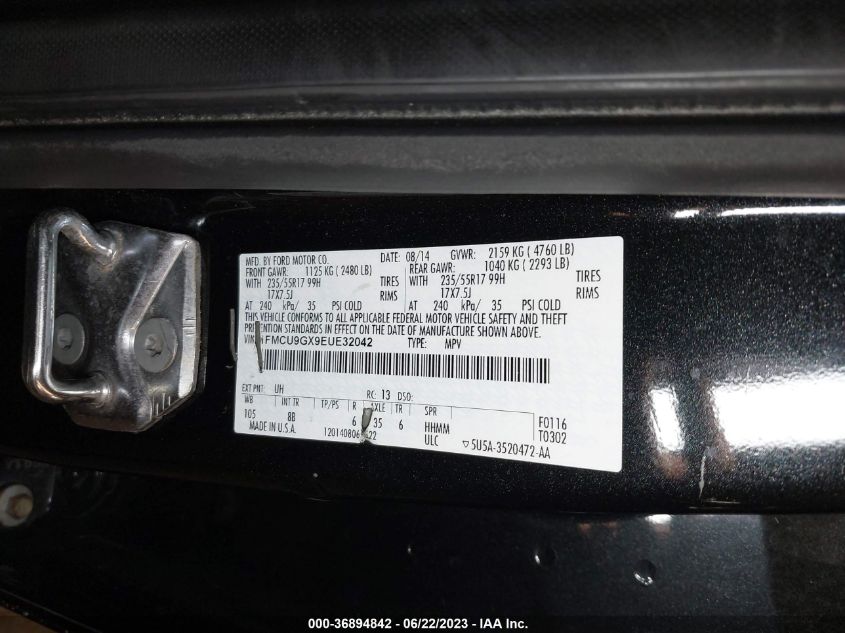 MFD. BY FORD MOTOR CO. DATE: 08/14 GVWR: 2159 KG ( 4760 LB)
FRONT GAWR: 1125 KG ( 2480 LB) REAR GAWR: 1040 KG ( 2293 LB)
WITH 235/55R17 99H TIRES WITH 235/55R17 99H TIRES
17X7.5J RIMS 17X7.5J RIMS
AT 240 kPa/ 35 PSI COLD AT 240 kPa/ 35 PSI COLD
THIS VEHICLE CONFORMS TO ALL APPLICABLE FEDERAL MOTOR VEHICLE SAFETY AND THEFT
PREVENTION STANDARDS IN EFFECT ON THE DATE OF MANUFACTURE SHOWN ABOVE.
VIN: FMCU9GX9EUE32042 TYPE: MPV
EXT PNT: UH RC: 13 DSO:
WB INT TR TP/PS R AXLE TR SPR
105 8B 6 35 6 HHMM F0116
MADE IN U.S.A. ULC T0302
▽5U5A-3520472-AA
000-36894842 - 06/22/2023 - IAA Inc.